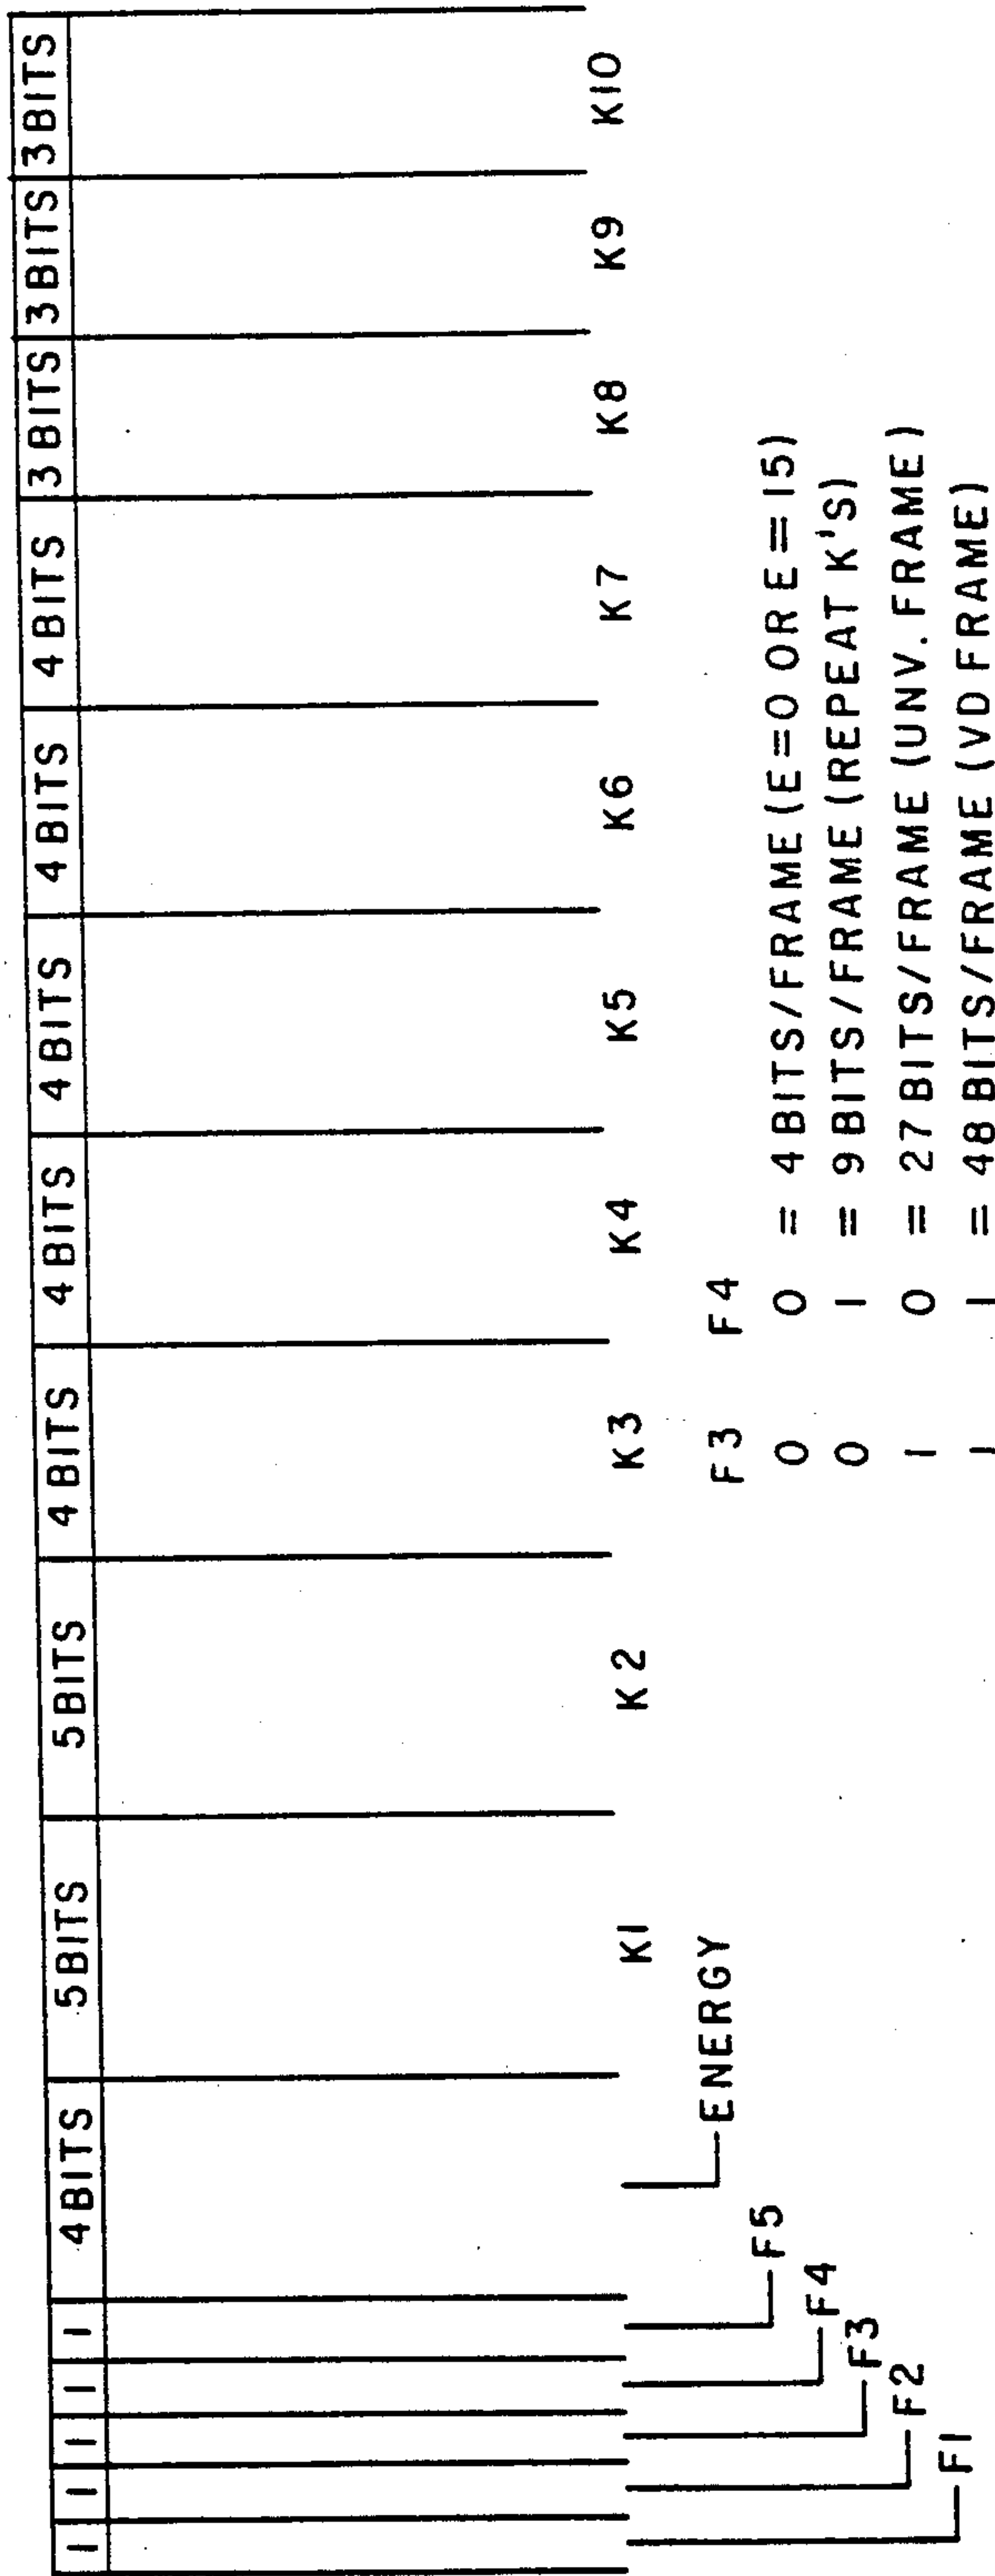 1 1 1 1 1 4 BITS 5 BITS 5 BITS 4 BITS 4 BITS 4 BITS 4 BITS 4 BITS 3 BITS 3 BITS 3 BITS
K1 K2 K3 K4 K5 K6 K7 K8 K9 K10
ENERGY
F5
F4
F3
F2
F1
F3 F4
0 0 = 4 BITS/FRAME (E=0 OR E=15)
0 1 = 9 BITS/FRAME (REPEAT K'S)
1 0 = 27 BITS/FRAME (UNV. FRAME)
1 1 = 48 BITS/FRAME (VD FRAME)